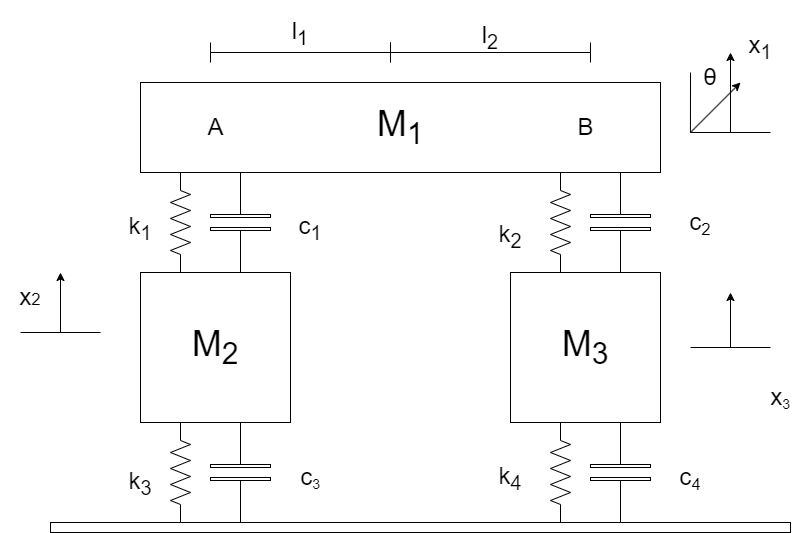 l₁
l₂
x₁
θ
A
M₁
B
k₁
c₁
k₂
c₂
x₂
M₂
M₃
x₃
k₃
c₃
k₄
c₄